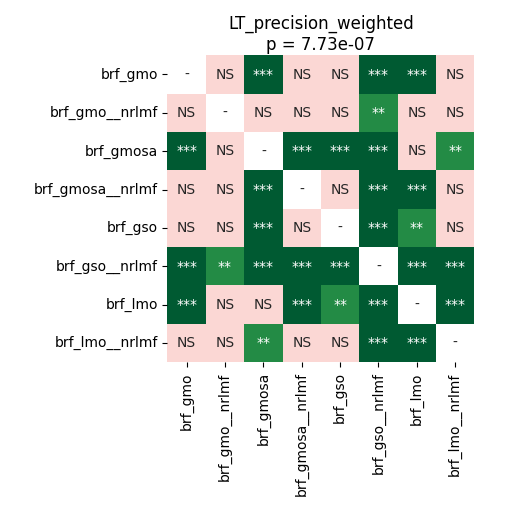 LT_precision_weighted
p = 7.73e-07
brf_gmo - NS *** NS NS *** *** NS
brf_gmo__nrlmf NS - NS NS NS ** NS NS
brf_gmosa *** NS - *** *** *** NS **
brf_gmosa__nrlmf NS NS *** - NS *** *** NS
brf_gso NS NS *** NS - *** ** NS
brf_gso__nrlmf *** ** *** *** *** - *** ***
brf_lmo *** NS NS *** ** *** - ***
brf_lmo__nrlmf NS NS ** NS NS *** *** -
brf_gmo
brf_gmo__nrlmf
brf_gmosa
brf_gmosa__nrlmf
brf_gso
brf_gso__nrlmf
brf_lmo
brf_lmo__nrlmf